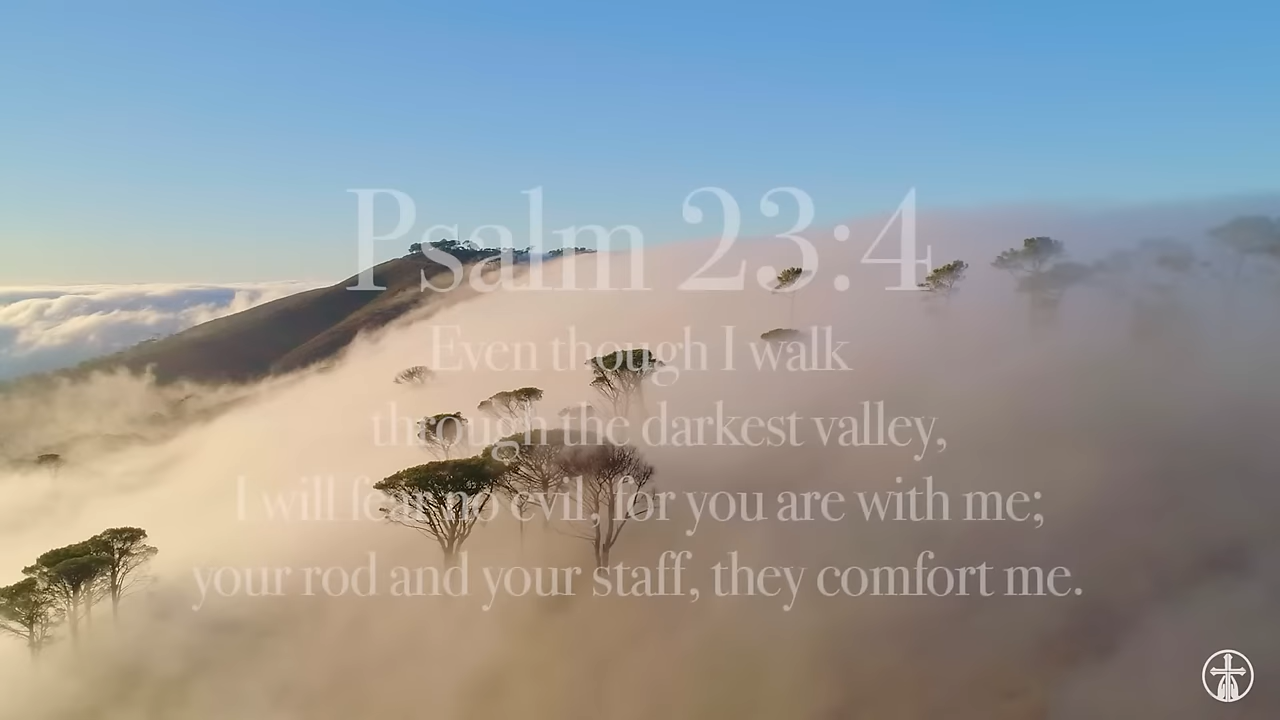 Psalm 23:4
Even though I walk
through the darkest valley,
I will fear no evil, for you are with me;
your rod and your staff, they comfort me.